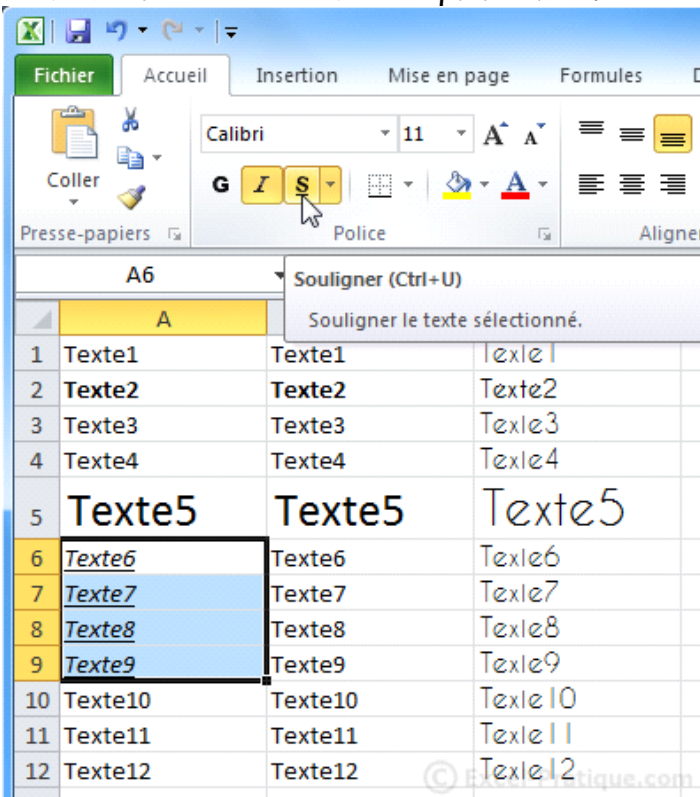 Fichier Accueil Insertion Mise en page Formules
Calibri 11 A A
Coller G I S A
Presse-papiers Police
A6
Souligner (Ctrl+U)
Souligner le texte sélectionné.
A
1 Texte1 Texte1 Texte1
2 Texte2 Texte2 Texte2
3 Texte3 Texte3 Texte3
4 Texte4 Texte4 Texte4
5 Texte5 Texte5 Texte5
6 Texte6 Texte6 Texte6
7 Texte7 Texte7 Texte7
8 Texte8 Texte8 Texte8
9 Texte9 Texte9 Texte9
10 Texte10 Texte10 Texte10
11 Texte11 Texte11 Texte11
12 Texte12 Texte12 Texte12
© Excel-Pratique.com